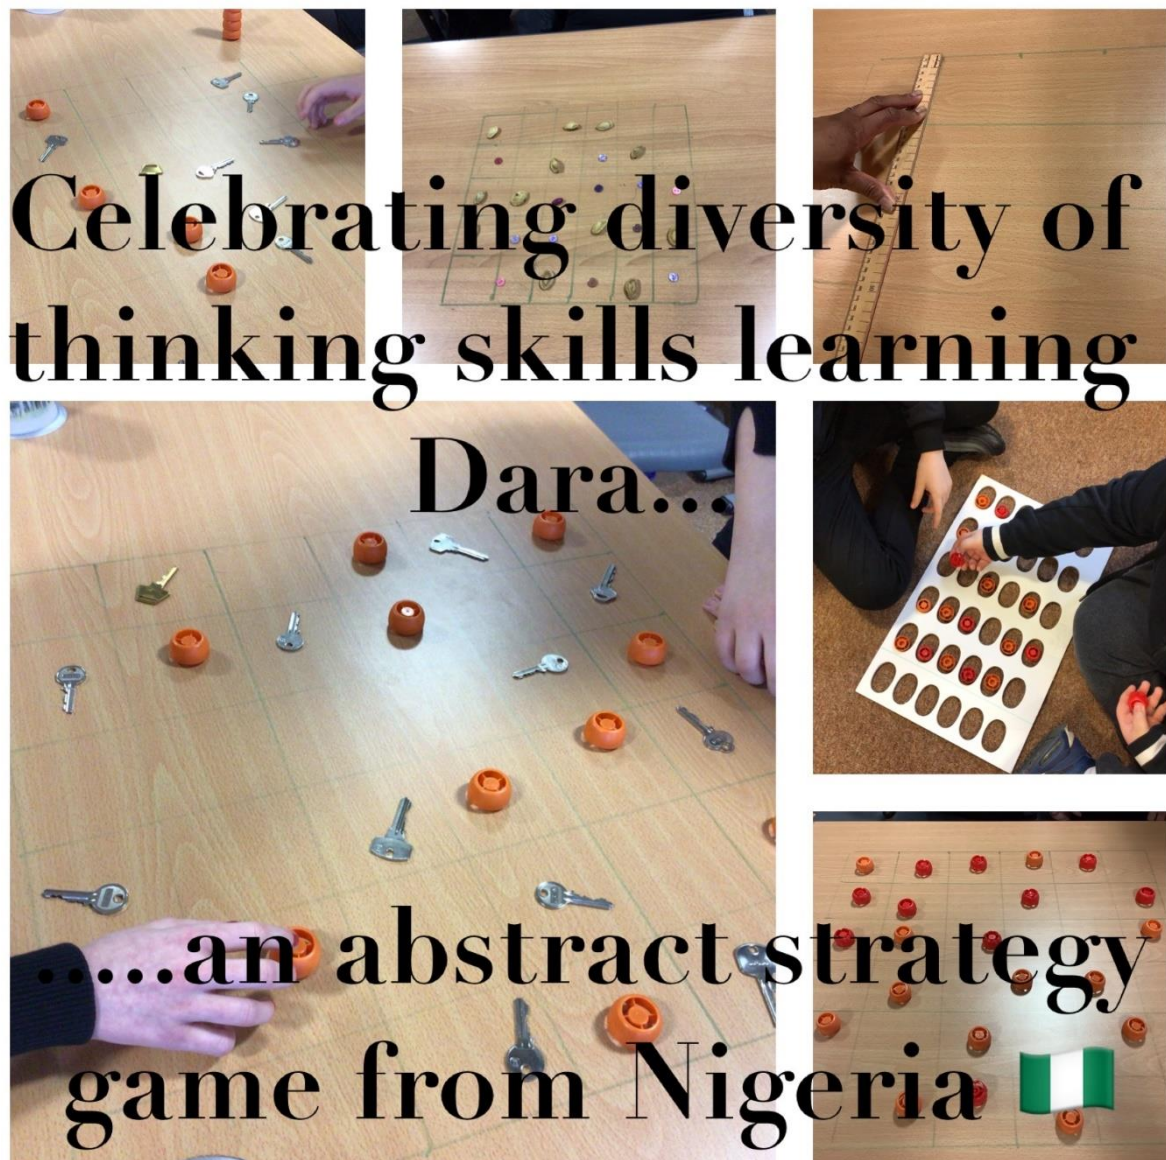 Celebrating diversity of
thinking skills learning
Dara...
.....an abstract strategy
game from Nigeria 🇳🇬